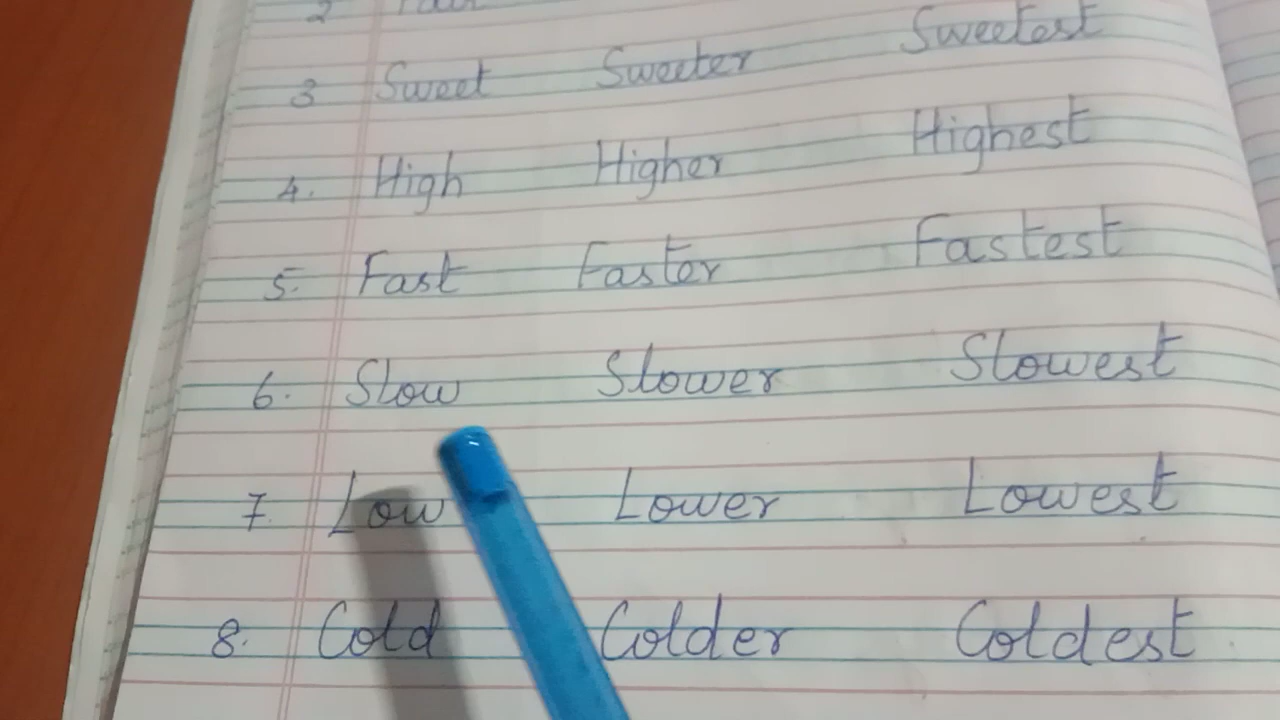 2
3 Sweet Sweeter Sweetest
4. High Higher Highest
5. Fast Faster Fastest
6. Slow Slower Slowest
7. Low Lower Lowest
8. Cold Colder Coldest